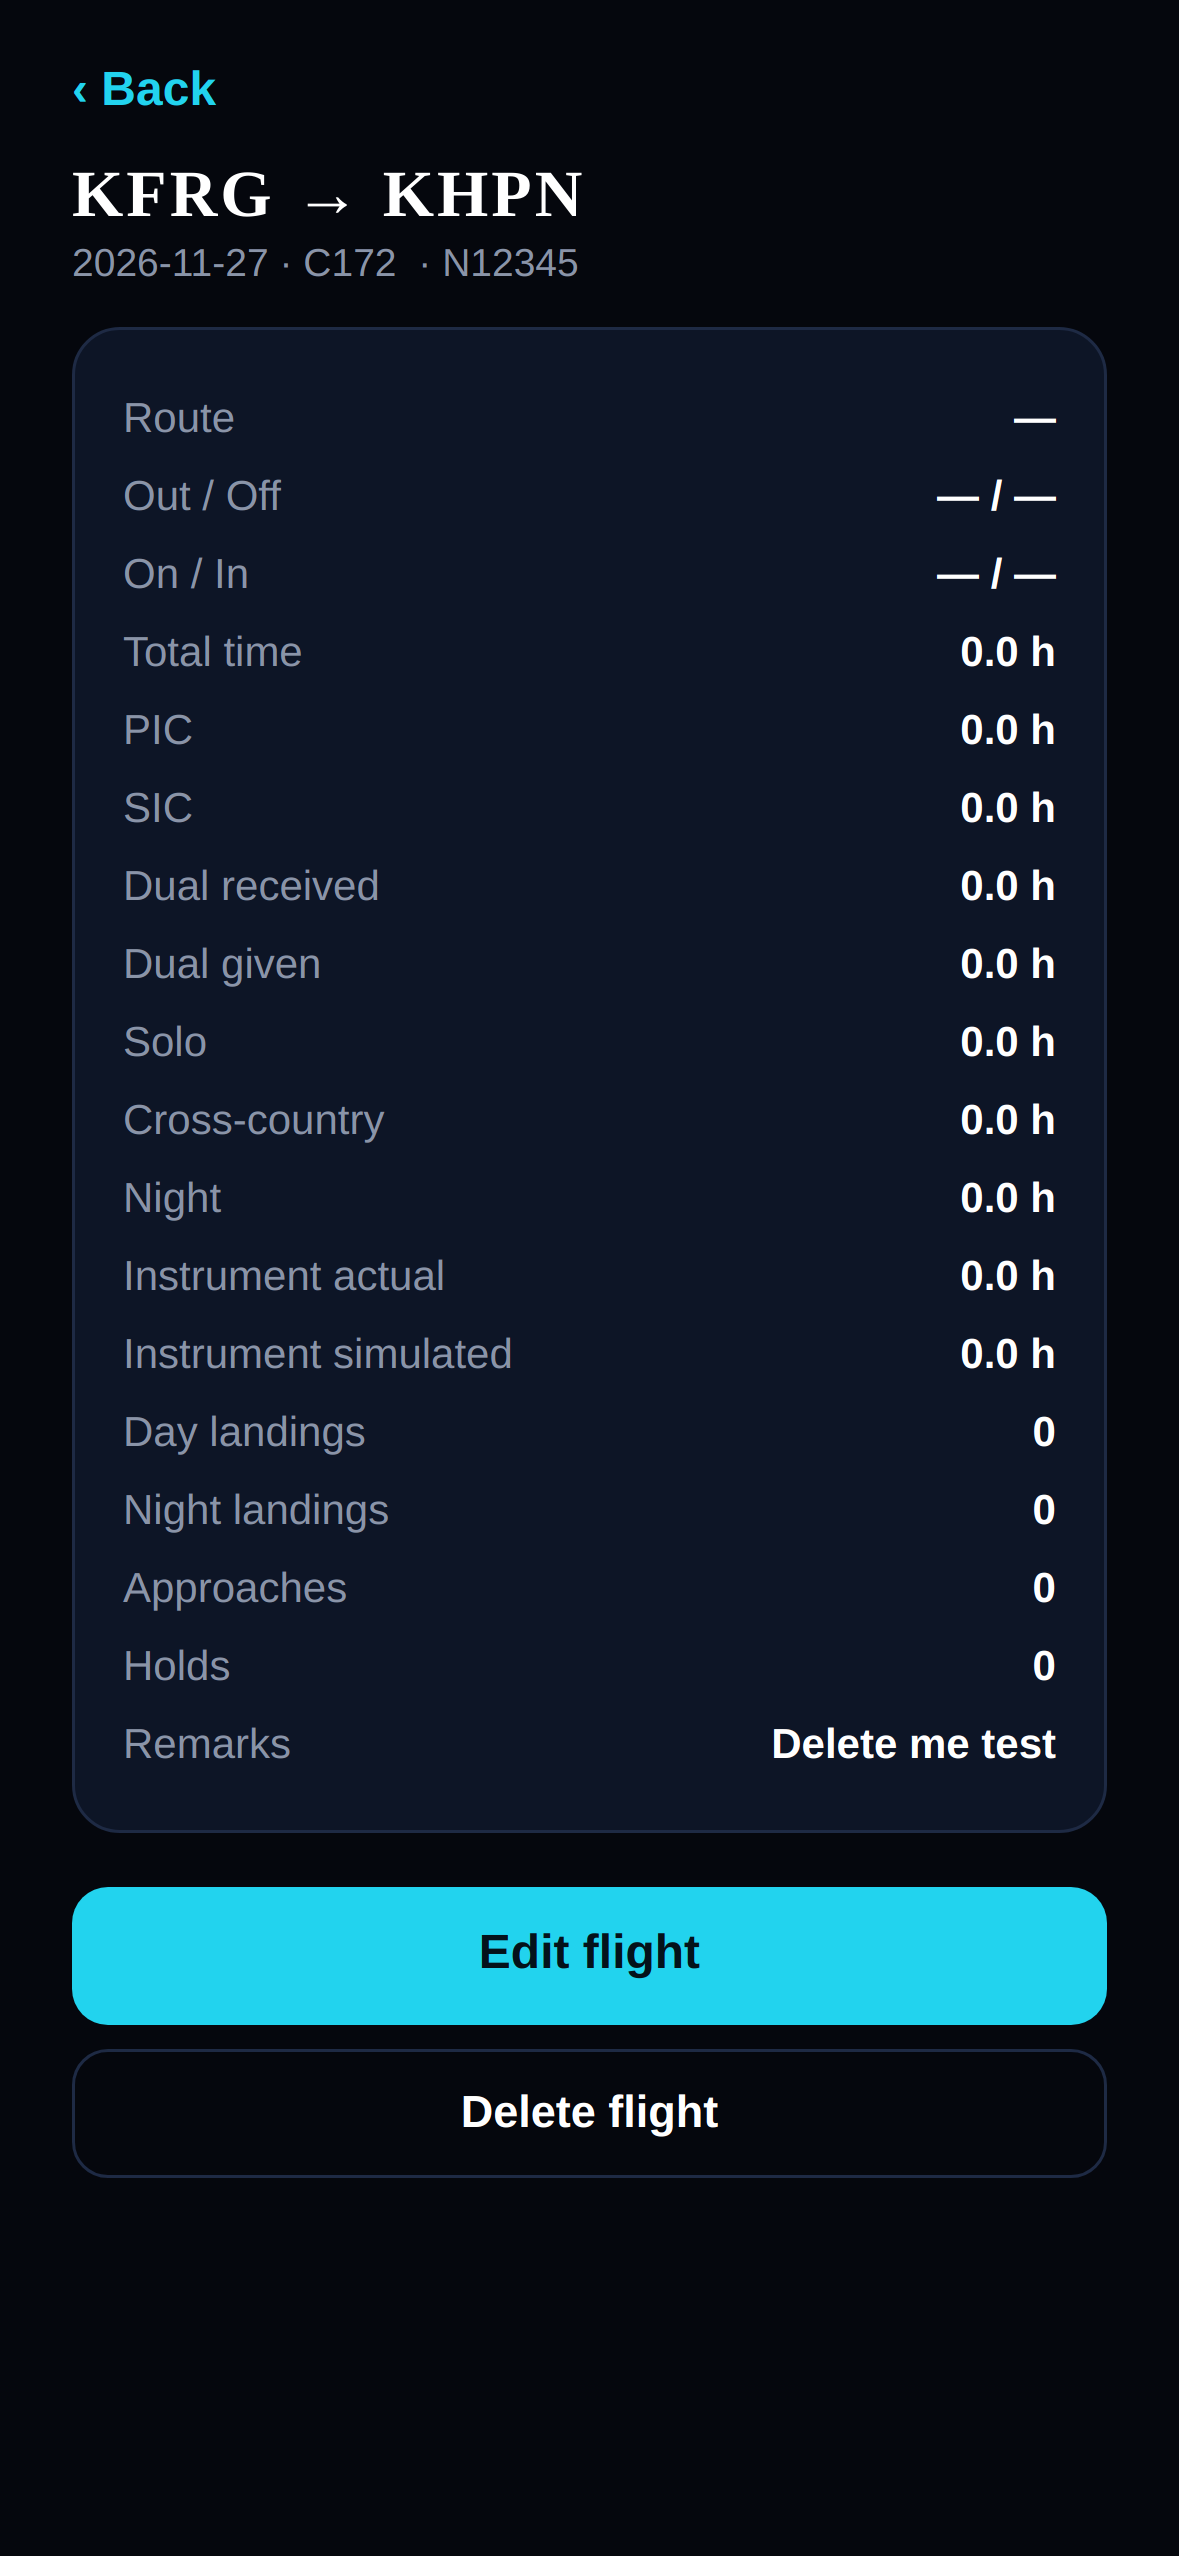 ‹ Back
KFRG → KHPN
2026-11-27 · C172 · N12345
Route —
Out / Off — / —
On / In — / —
Total time 0.0 h
PIC 0.0 h
SIC 0.0 h
Dual received 0.0 h
Dual given 0.0 h
Solo 0.0 h
Cross-country 0.0 h
Night 0.0 h
Instrument actual 0.0 h
Instrument simulated 0.0 h
Day landings 0
Night landings 0
Approaches 0
Holds 0
Remarks Delete me test
Edit flight
Delete flight